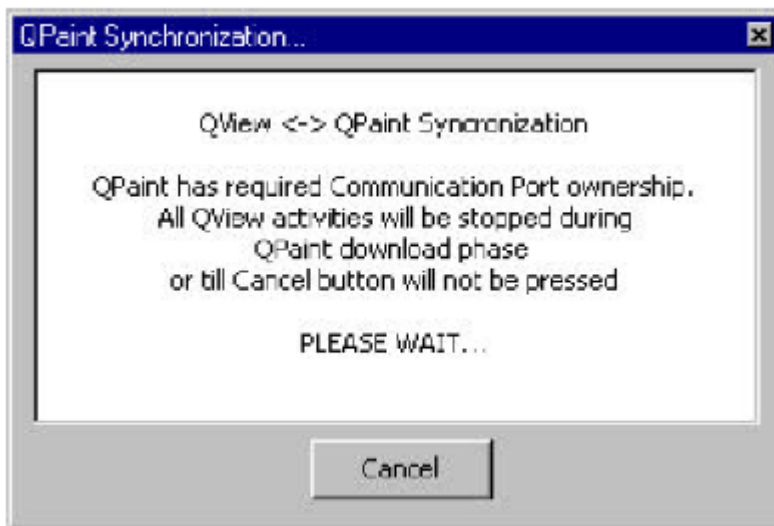 QPaint Synchronization...
QView <-> QPaint Syncronization
QPaint has required Communication Port ownership.
All QView activities will be stopped during
QPaint download phase
or till Cancel button will not be pressed
PLEASE WAIT...
Cancel